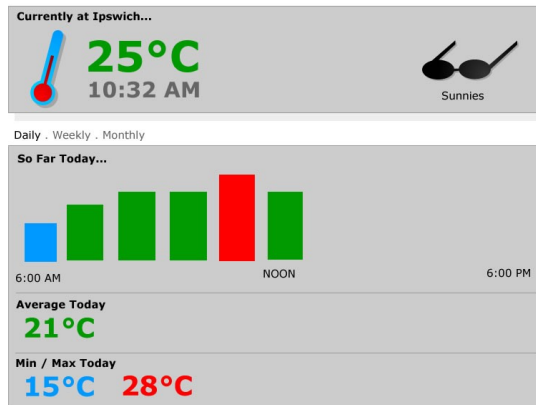 Currently at Ipswich...
25°C
10:32 AM
Sunnies
Daily . Weekly . Monthly
So Far Today...
6:00 AM NOON 6:00 PM
Average Today
21°C
Min / Max Today
15°C 28°C